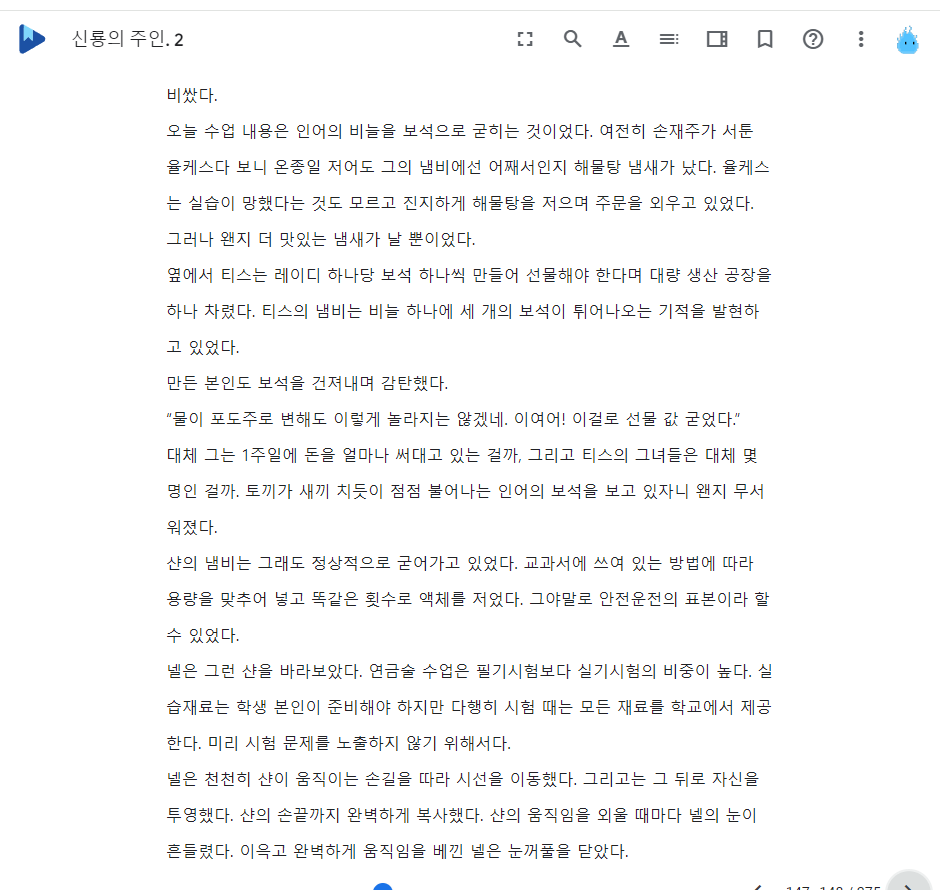 신룡의 주인. 2
비쌌다.
오늘 수업 내용은 인어의 비늘을 보석으로 굳히는 것이었다. 여전히 손재주가 서툰
율케스다 보니 온종일 저어도 그의 냄비에선 어째서인지 해물탕 냄새가 났다. 율케스
는 실습이 망했다는 것도 모르고 진지하게 해물탕을 저으며 주문을 외우고 있었다.
그러나 왠지 더 맛있는 냄새가 날 뿐이었다.
옆에서 티스는 레이디 하나당 보석 하나씩 만들어 선물해야 한다며 대량 생산 공장을
하나 차렸다. 티스의 냄비는 비늘 하나에 세 개의 보석이 튀어나오는 기적을 발현하
고 있었다.
만든 본인도 보석을 건져내며 감탄했다.
“물이 포도주로 변해도 이렇게 놀라지는 않겠네. 이여어! 이걸로 선물 값 굳었다.”
대체 그는 1주일에 돈을 얼마나 써대고 있는 걸까, 그리고 티스의 그녀들은 대체 몇
명인 걸까. 토끼가 새끼 치듯이 점점 불어나는 인어의 보석을 보고 있자니 왠지 무서
워졌다.
샨의 냄비는 그래도 정상적으로 굳어가고 있었다. 교과서에 쓰여 있는 방법에 따라
용량을 맞추어 넣고 똑같은 횟수로 액체를 저었다. 그야말로 안전운전의 표본이라 할
수 있었다.
넬은 그런 샨을 바라보았다. 연금술 수업은 필기시험보다 실기시험의 비중이 높다. 실
습재료는 학생 본인이 준비해야 하지만 다행히 시험 때는 모든 재료를 학교에서 제공
한다. 미리 시험 문제를 노출하지 않기 위해서다.
넬은 천천히 샨이 움직이는 손길을 따라 시선을 이동했다. 그리고는 그 뒤로 자신을
투영했다. 샨의 손끝까지 완벽하게 복사했다. 샨의 움직임을 외울 때마다 넬의 눈이
흔들렸다. 이윽고 완벽하게 움직임을 베낀 넬은 눈꺼풀을 닫았다.